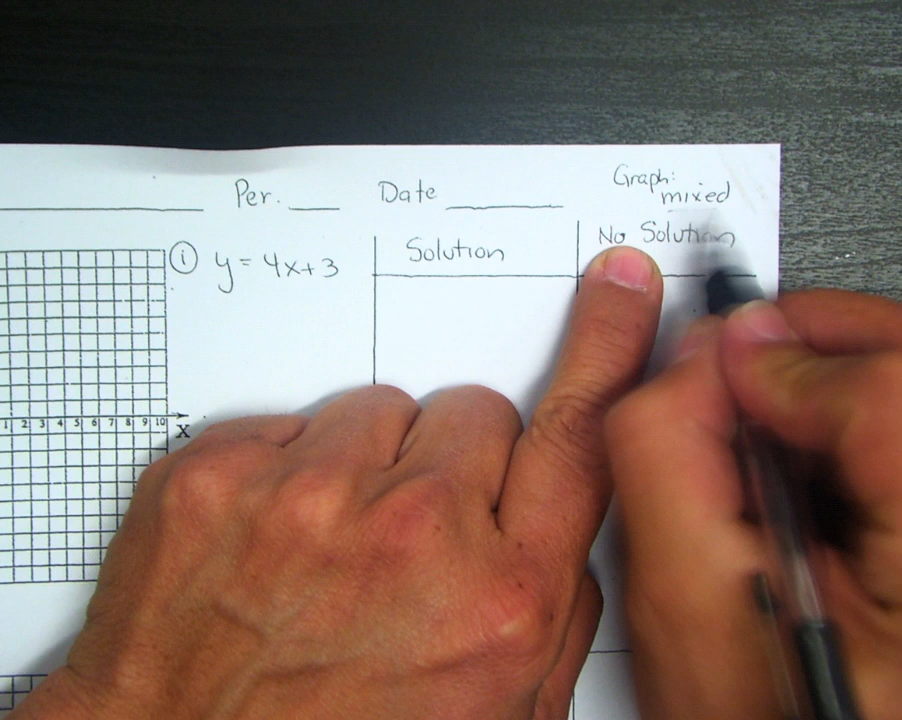 Per. ___ Date ___
Graph:
mixed
① y = 4x+3
Solution
No Solution
1 2 3 4 5 6 7 8 9 10
X